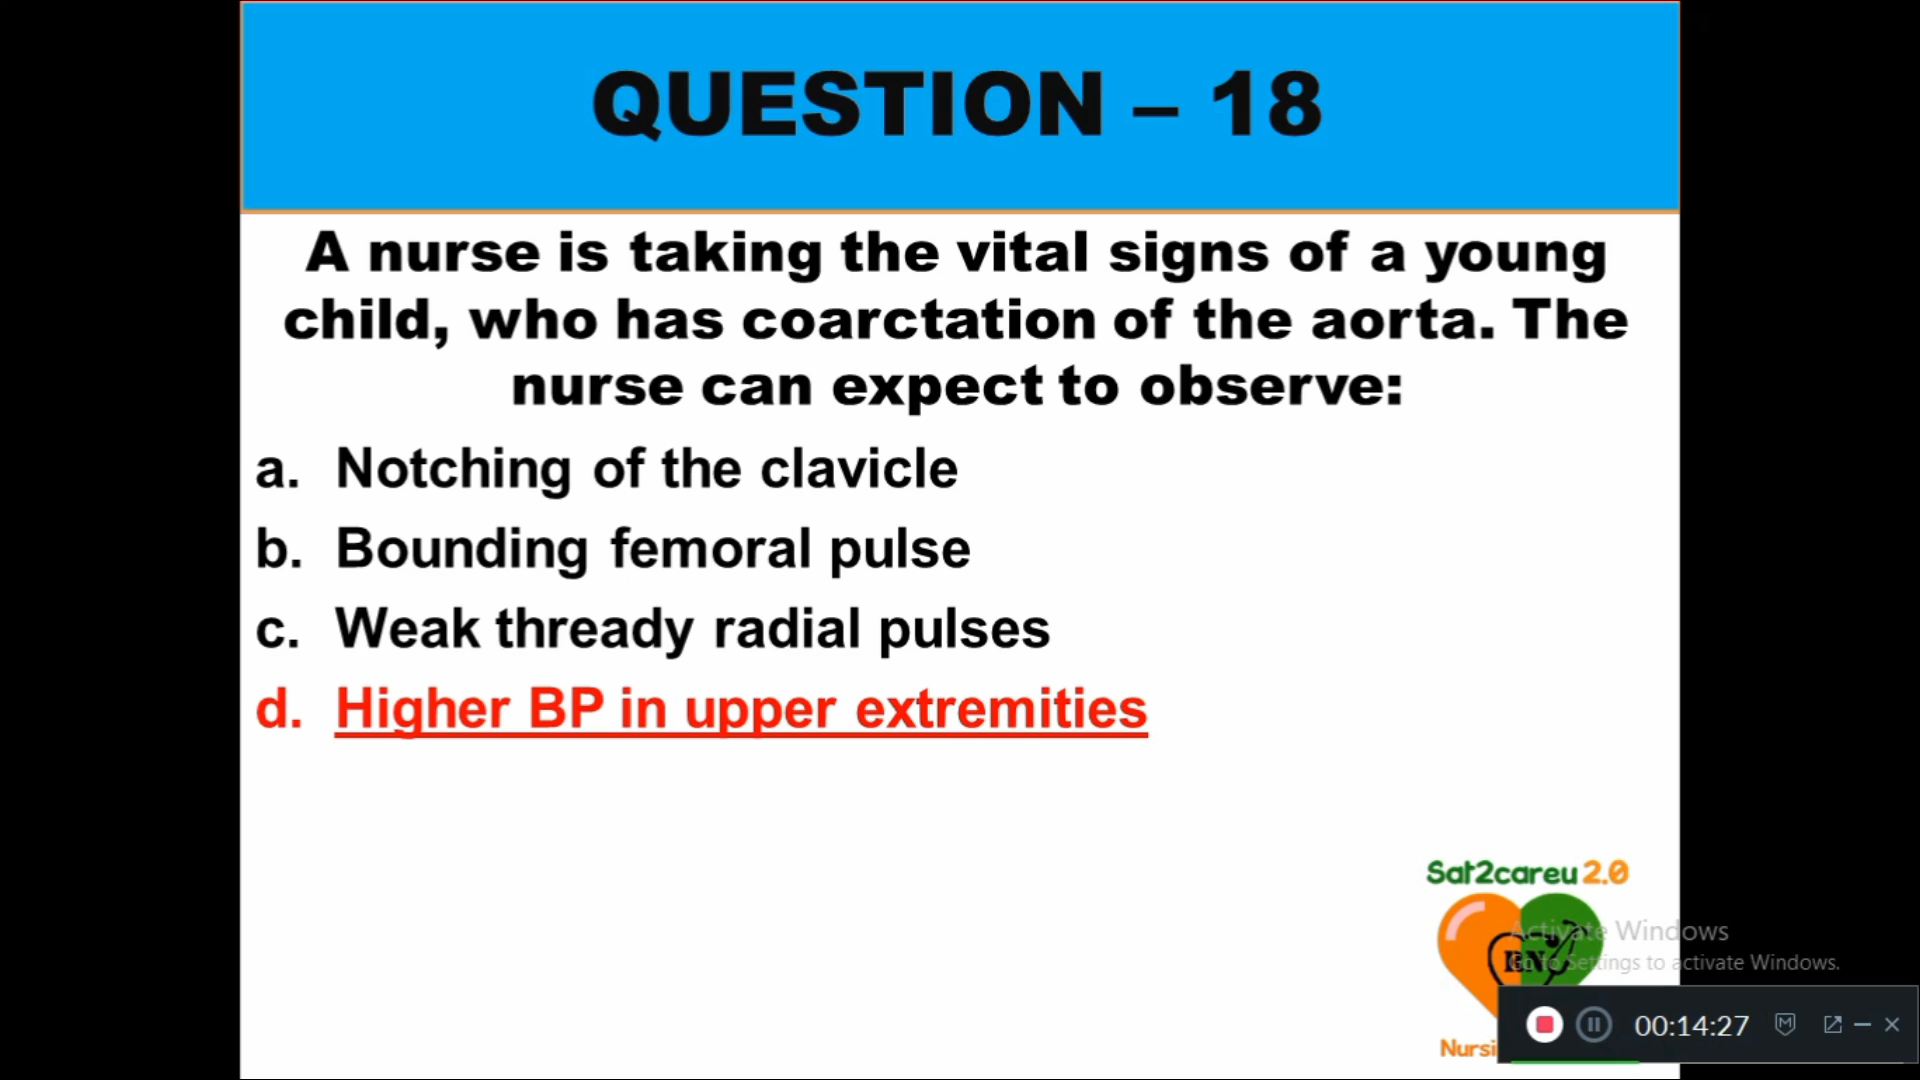 QUESTION – 18
A nurse is taking the vital signs of a young
child, who has coarctation of the aorta. The
nurse can expect to observe:
a. Notching of the clavicle
b. Bounding femoral pulse
c. Weak thready radial pulses
d. Higher BP in upper extremities
Sat2careu 2.0
RN
Activate Windows
Go to Settings to activate Windows.
00:14:27
Nursi